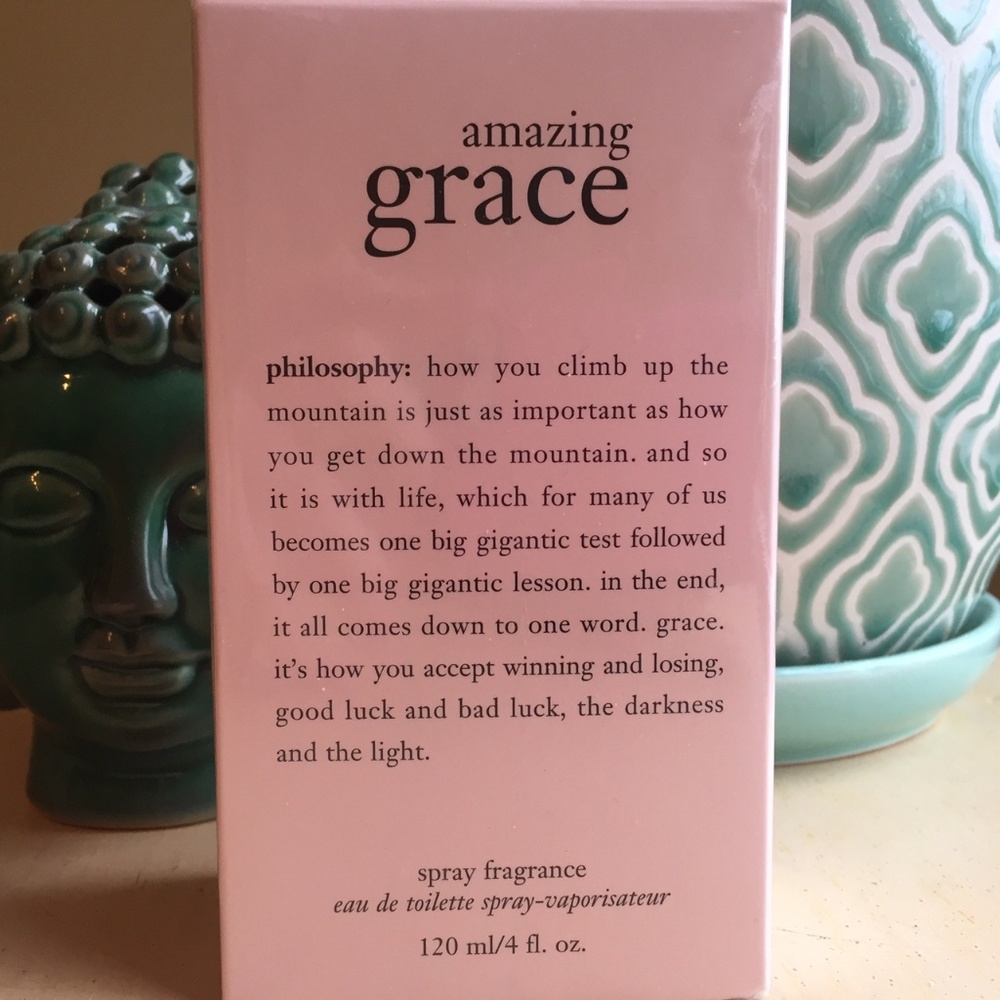 amazing
grace
philosophy: how you climb up the
mountain is just as important as how
you get down the mountain. and so
it is with life, which for many of us
becomes one big gigantic test followed
by one big gigantic lesson. in the end,
it all comes down to one word. grace.
it's how you accept winning and losing,
good luck and bad luck, the darkness
and the light.
spray fragrance
eau de toilette spray-vaporisateur
120 ml/4 fl. oz.